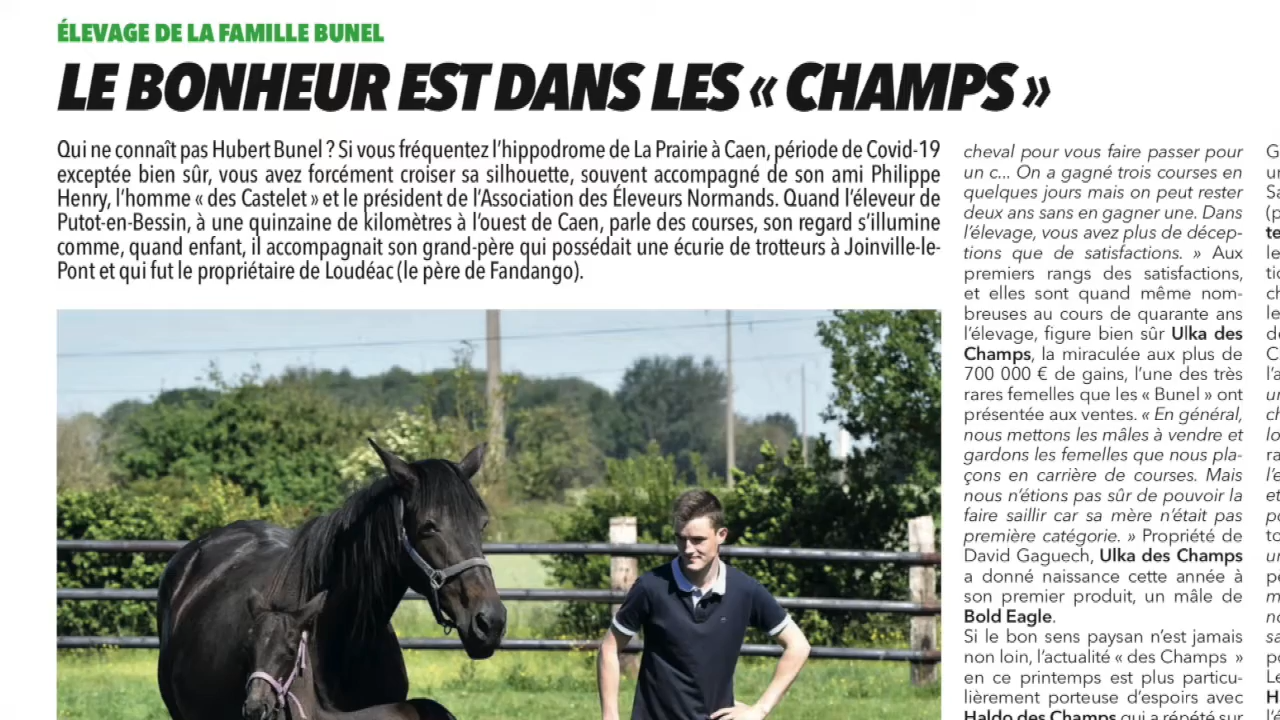 ÉLEVAGE DE LA FAMILLE BUNEL
LE BONHEUR EST DANS LES « CHAMPS »
Qui ne connaît pas Hubert Bunel ? Si vous fréquentez l’hippodrome de La Prairie à Caen, période de Covid-19
exceptée bien sûr, vous avez forcément croiser sa silhouette, souvent accompagné de son ami Philippe
Henry, l’homme « des Castelet » et le président de l’Association des Éleveurs Normands. Quand l’éleveur de
Putot-en-Bessin, à une quinzaine de kilomètres à l’ouest de Caen, parle des courses, son regard s’illumine
comme, quand enfant, il accompagnait son grand-père qui possédait une écurie de trotteurs à Joinville-le-
Pont et qui fut le propriétaire de Loudéac (le père de Fandango).
cheval pour vous faire passer pour
un c... On a gagné trois courses en
quelques jours mais on peut rester
deux ans sans en gagner une. Dans
l’élevage, vous avez plus de décep-
tions que de satisfactions. » Aux
premiers rangs des satisfactions,
et elles sont quand même nom-
breuses au cours de quarante ans
l’élevage, figure bien sûr Ulka des
Champs, la miraculée aux plus de
700 000 € de gains, l’une des très
rares femelles que les « Bunel » ont
présentée aux ventes. « En général,
nous mettons les mâles à vendre et
gardons les femelles que nous pla-
çons en carrière de courses. Mais
nous n’étions pas sûr de pouvoir la
faire saillir car sa mère n’était pas
première catégorie. » Propriété de
David Gaguech, Ulka des Champs
a donné naissance cette année à
son premier produit, un mâle de
Bold Eagle.
Si le bon sens paysan n’est jamais
non loin, l’actualité « des Champs »
en ce printemps est plus particu-
lièrement porteuse d’espoirs avec
Haldo des Champs qui a répété sur